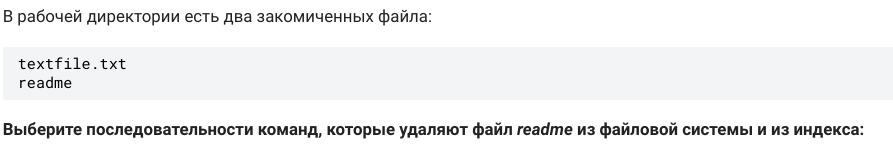 В рабочей директории есть два закомиченных файла:
textfile.txt
readme
Выберите последовательности команд, которые удаляют файл readme из файловой системы и из индекса: